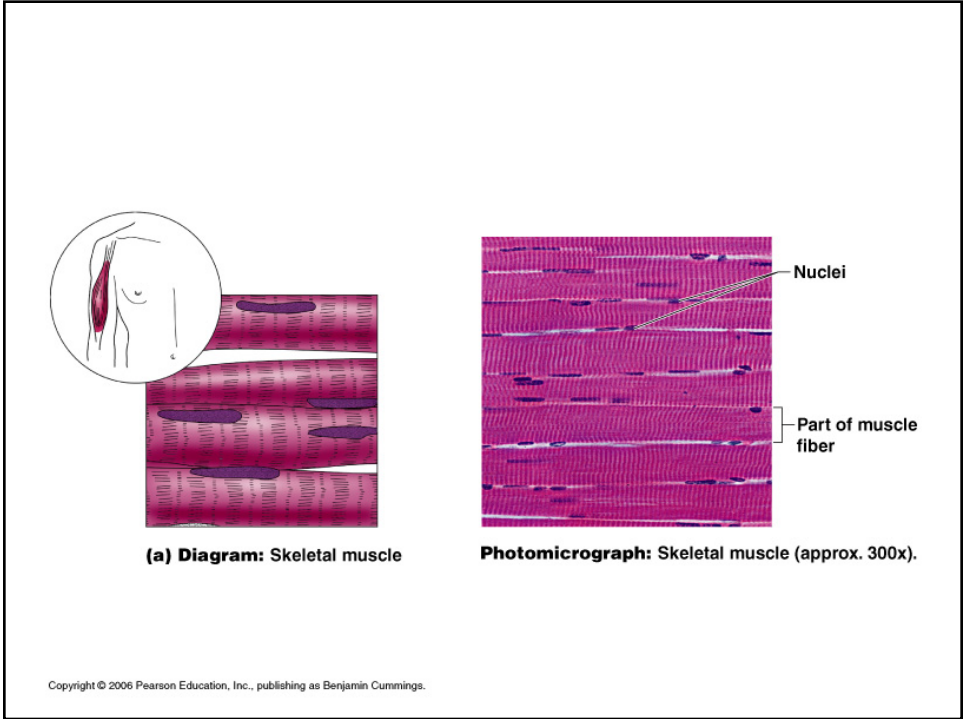 Nuclei
Part of muscle
fiber
(a) Diagram: Skeletal muscle
Photomicrograph: Skeletal muscle (approx. 300x).
Copyright © 2006 Pearson Education, Inc., publishing as Benjamin Cummings.